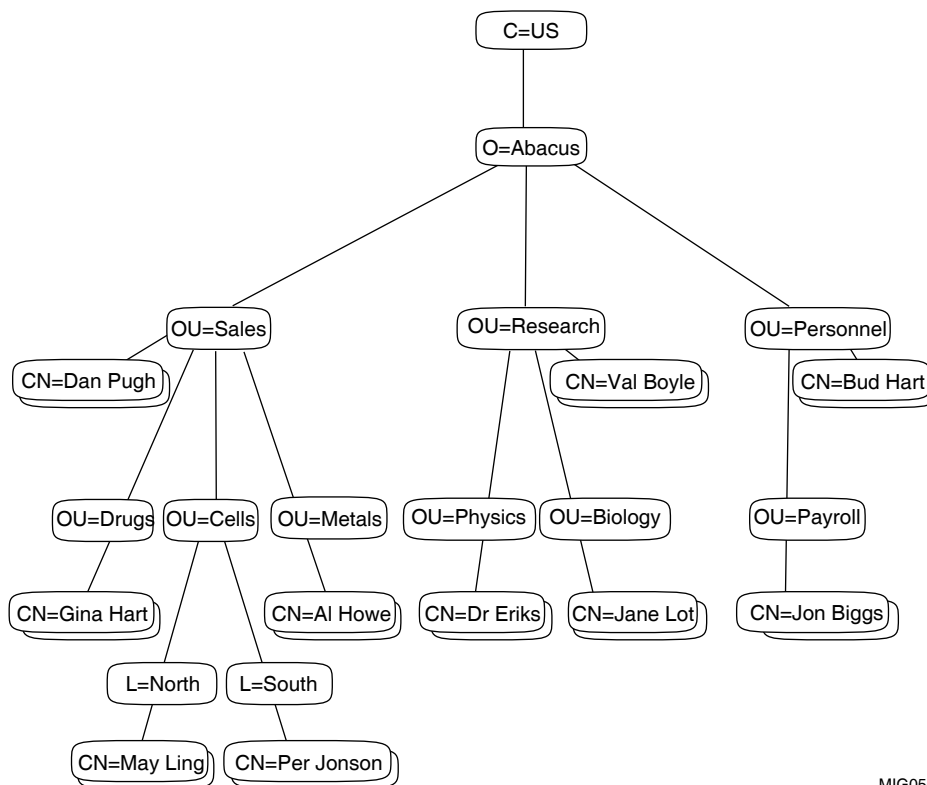 C=US
O=Abacus
OU=Sales
OU=Research
OU=Personnel
CN=Dan Pugh
CN=Val Boyle
CN=Bud Hart
OU=Drugs
OU=Cells
OU=Metals
OU=Physics
OU=Biology
OU=Payroll
CN=Gina Hart
CN=Al Howe
CN=Dr Eriks
CN=Jane Lot
CN=Jon Biggs
L=North
L=South
CN=May Ling
CN=Per Jonson